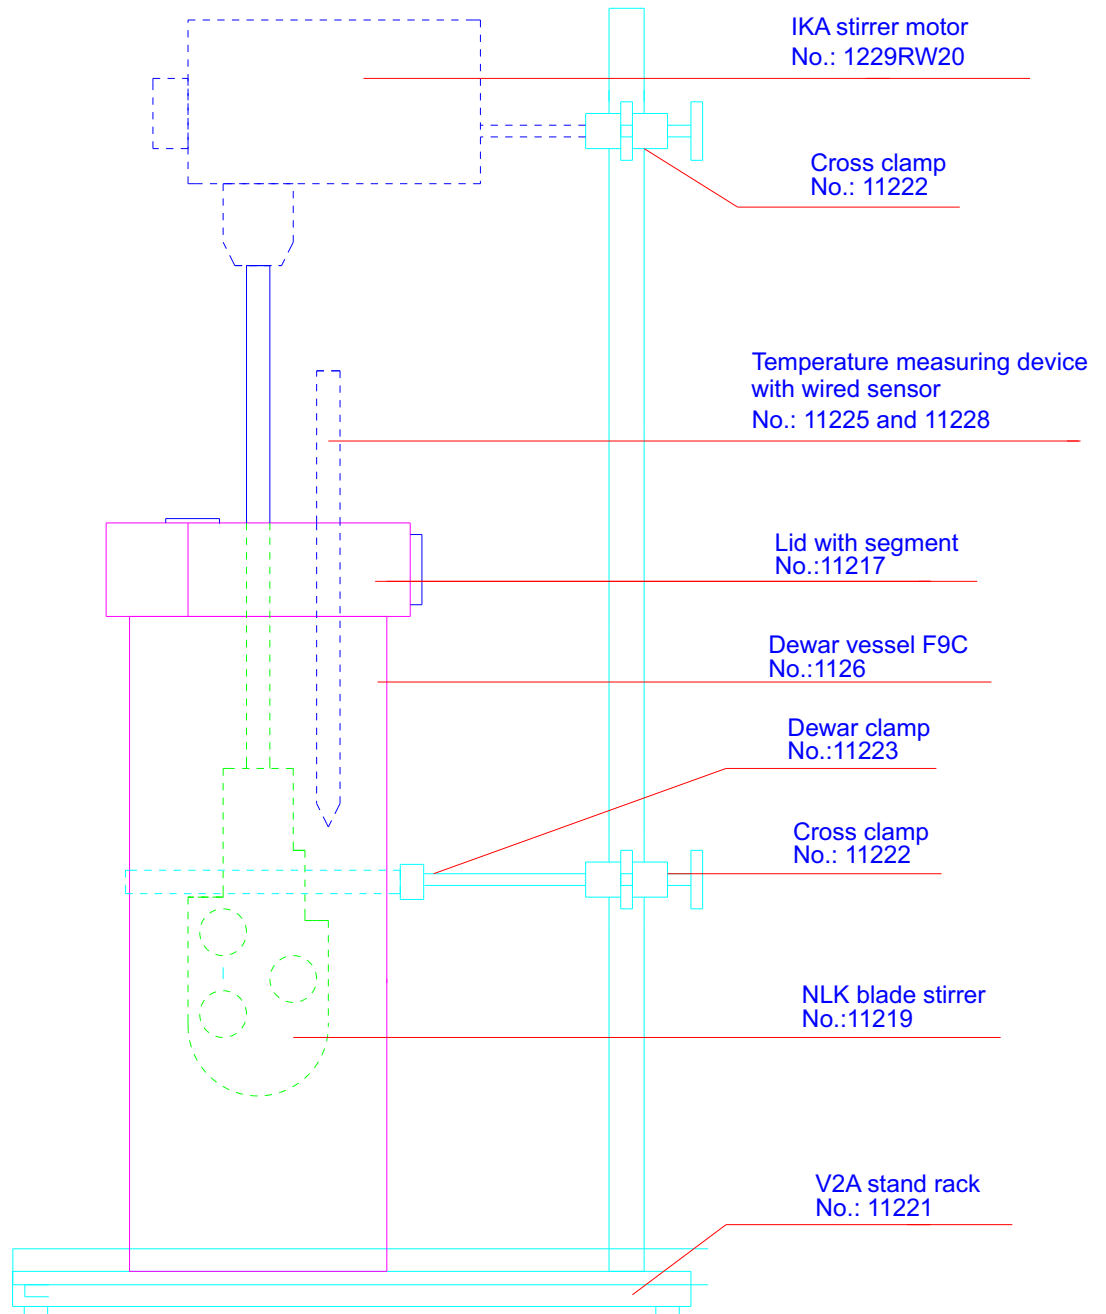 IKA stirrer motor
No.: 1229RW20
Cross clamp
No.: 11222
Temperature measuring device
with wired sensor
No.: 11225 and 11228
Lid with segment
No.:11217
Dewar vessel F9C
No.:1126
Dewar clamp
No.:11223
Cross clamp
No.: 11222
NLK blade stirrer
No.:11219
V2A stand rack
No.: 11221